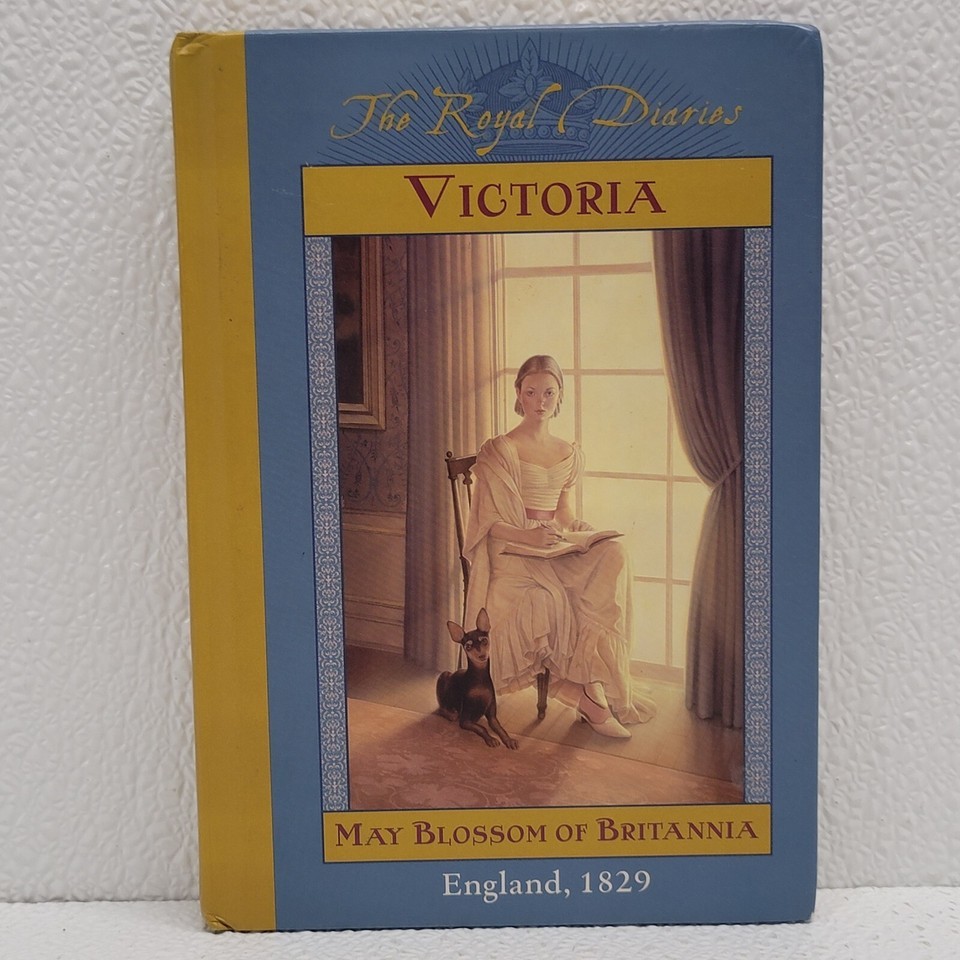 The Royal Diaries
VICTORIA
MAY BLOSSOM OF BRITANNIA
England, 1829